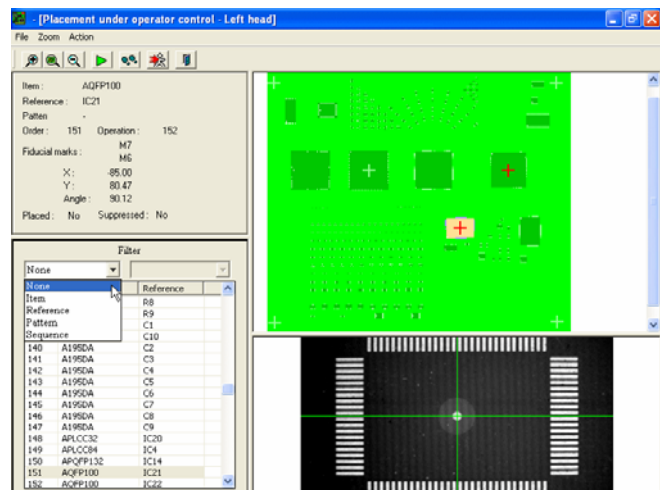 - [Placement under operator control - Left head]
File Zoom Action
Item : AQFP100
Reference : IC21
Patten -
Order : 151 Operation : 152
Fiducial marks : M7
M6
X : -85.00
Y : 80.47
Angle : 90.12
Placed : No Suppressed : No
Filter
None
None
Item
Reference
Pattern
Sequence
Reference
R8
R9
C1
C10
140 A195DA C2
141 A195DA C3
142 A195DA C4
143 A195DA C5
144 A195DA C6
145 A195DA C7
146 A195DA C8
147 A195DA C9
148 APLCC32 IC20
149 APLCC84 IC4
150 APQFP132 IC14
151 AQFP100 IC21
152 AQFP100 IC22